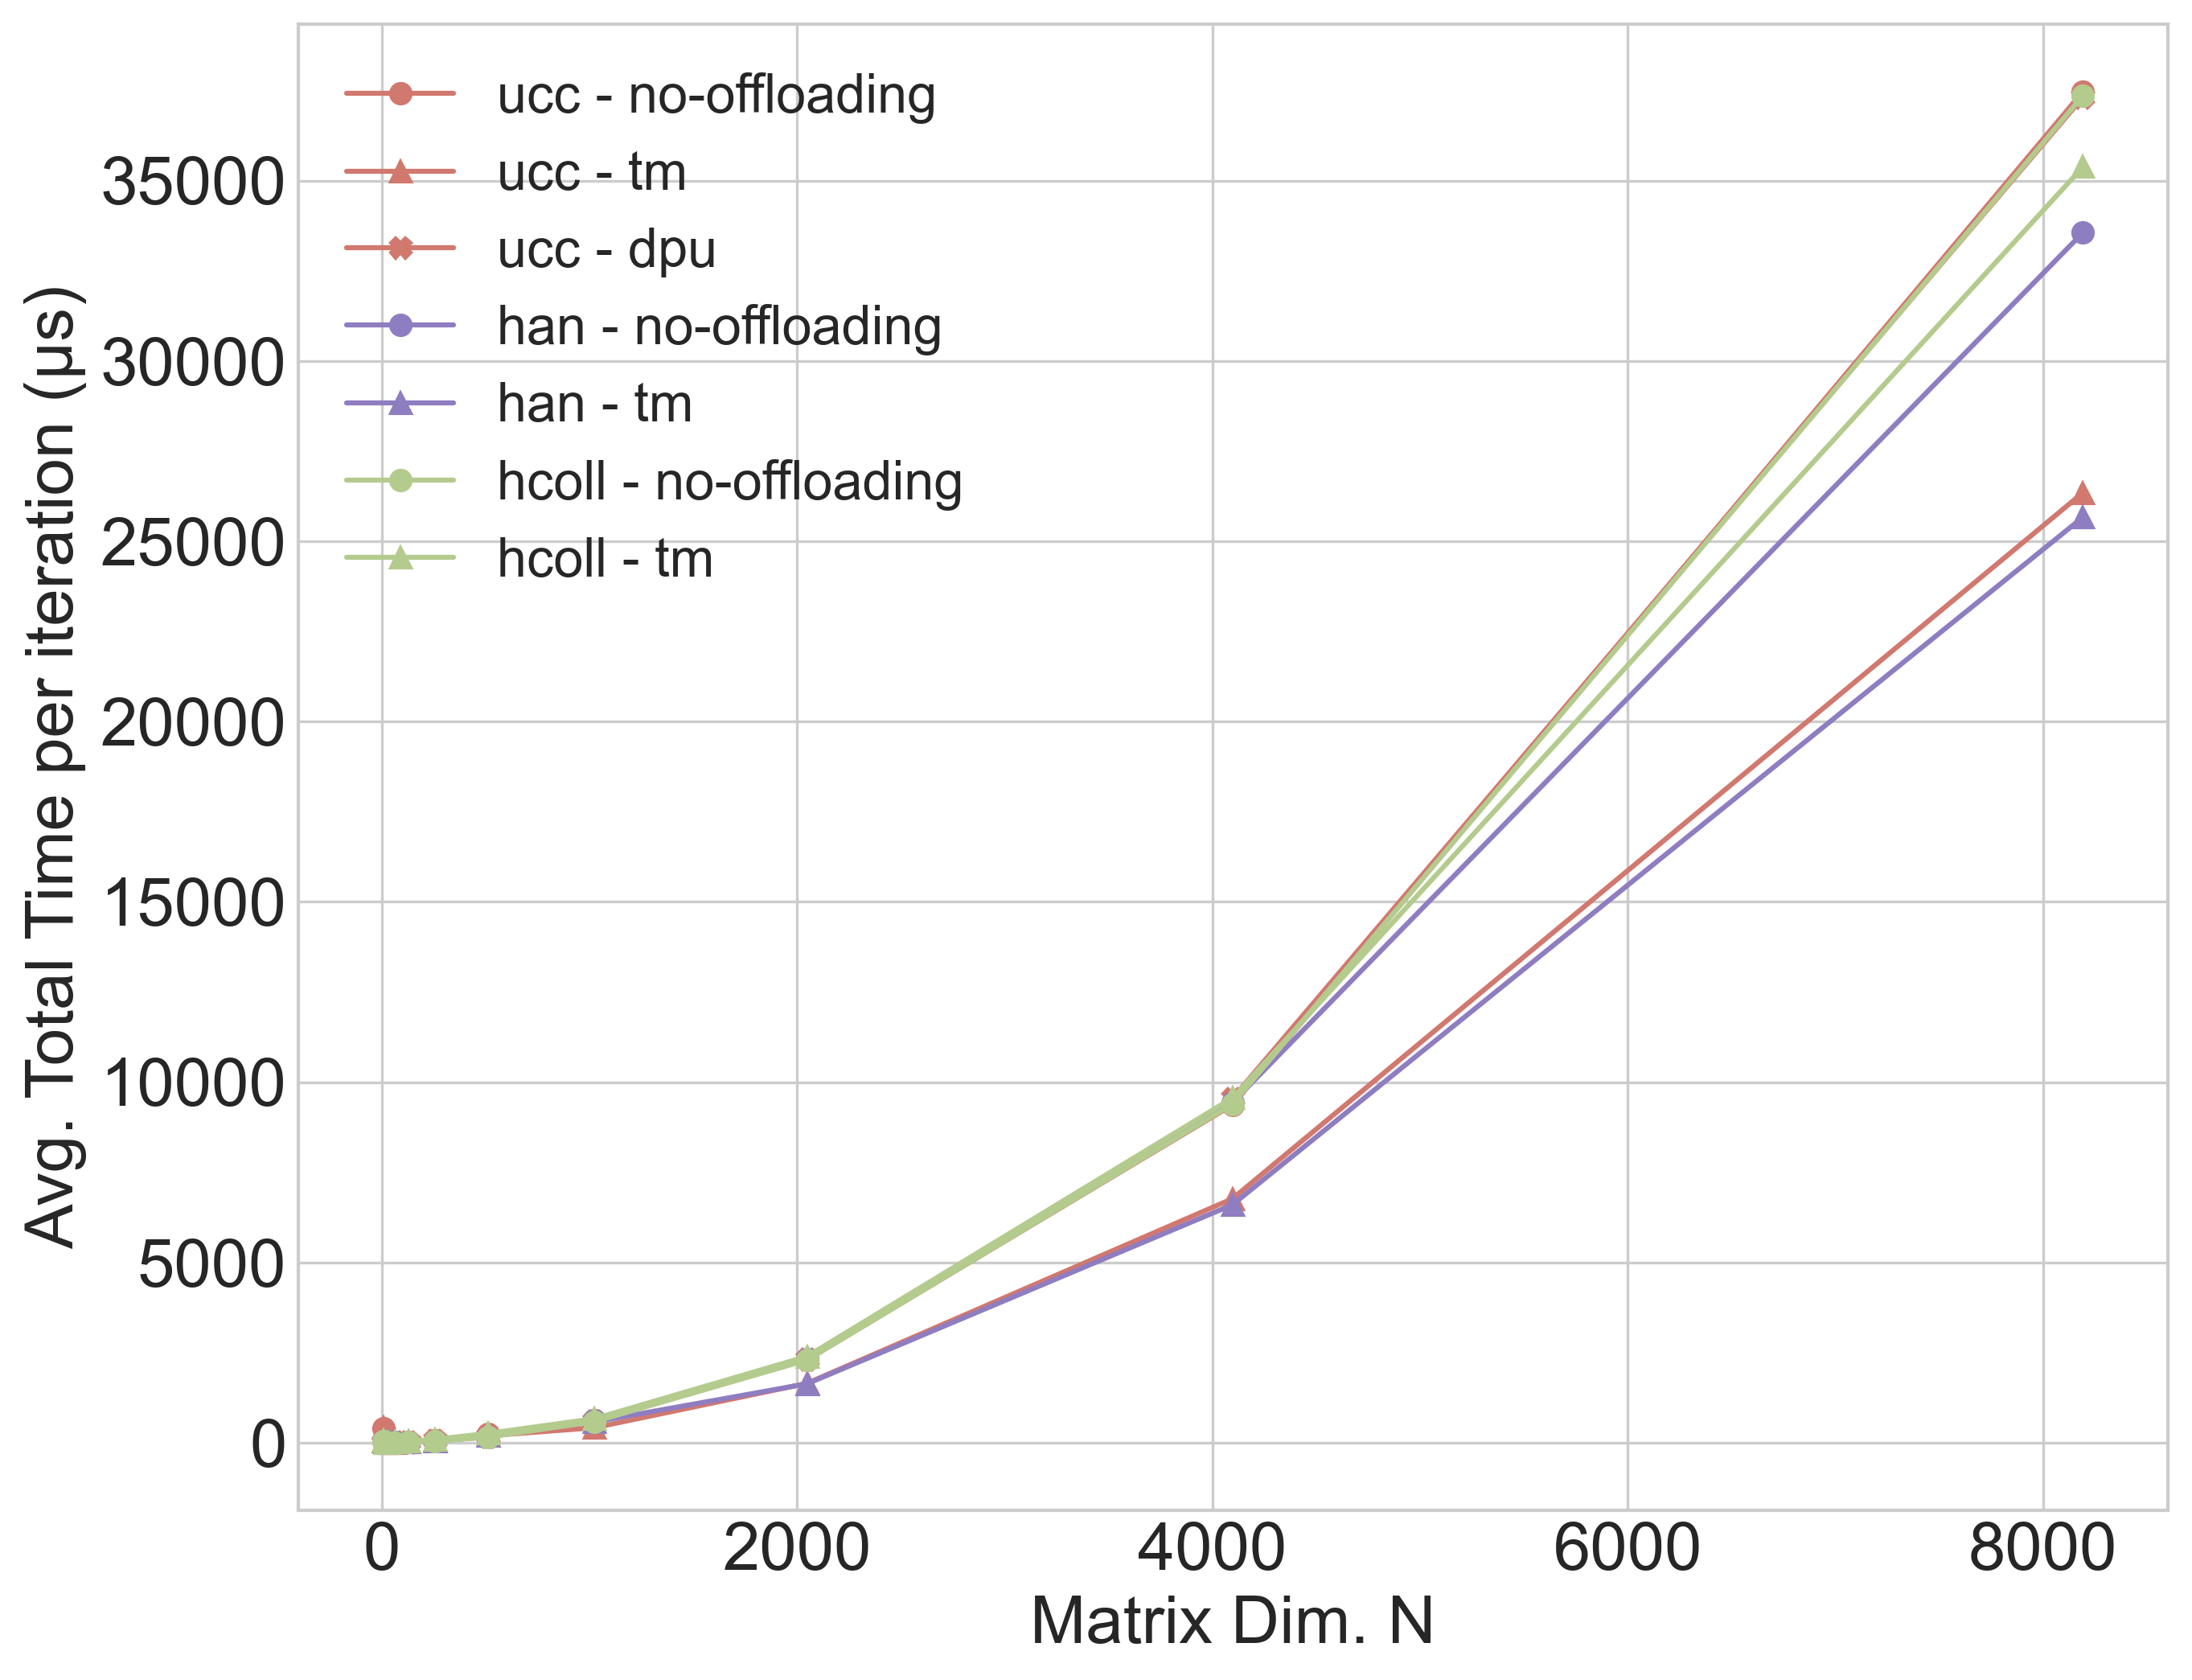 ucc - no-offloading
ucc - tm
ucc - dpu
han - no-offloading
han - tm
hcoll - no-offloading
hcoll - tm
35000
30000
25000
20000
15000
10000
5000
0
Avg. Total Time per iteration (µs)
0 2000 4000 6000 8000
Matrix Dim. N